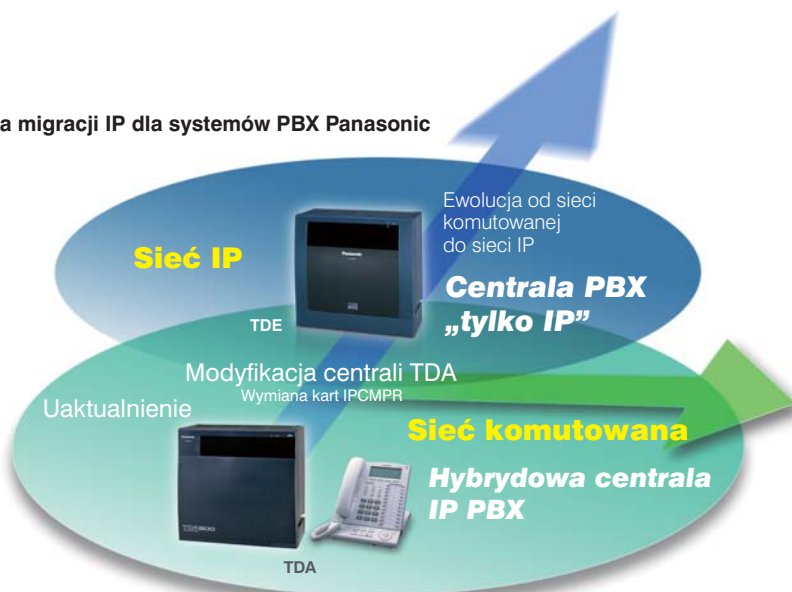 a migracji IP dla systemów PBX Panasonic
Ewolucja od sieci
komutowanej
do sieci IP
Sieć IP
Panasonic
Centrala PBX
„tylko IP”
TDE
Modyfikacja centrali TDA
Wymiana kart IPCMPR
Uaktualnienie
Sieć komutowana
Hybrydowa centrala
IP PBX
TDA